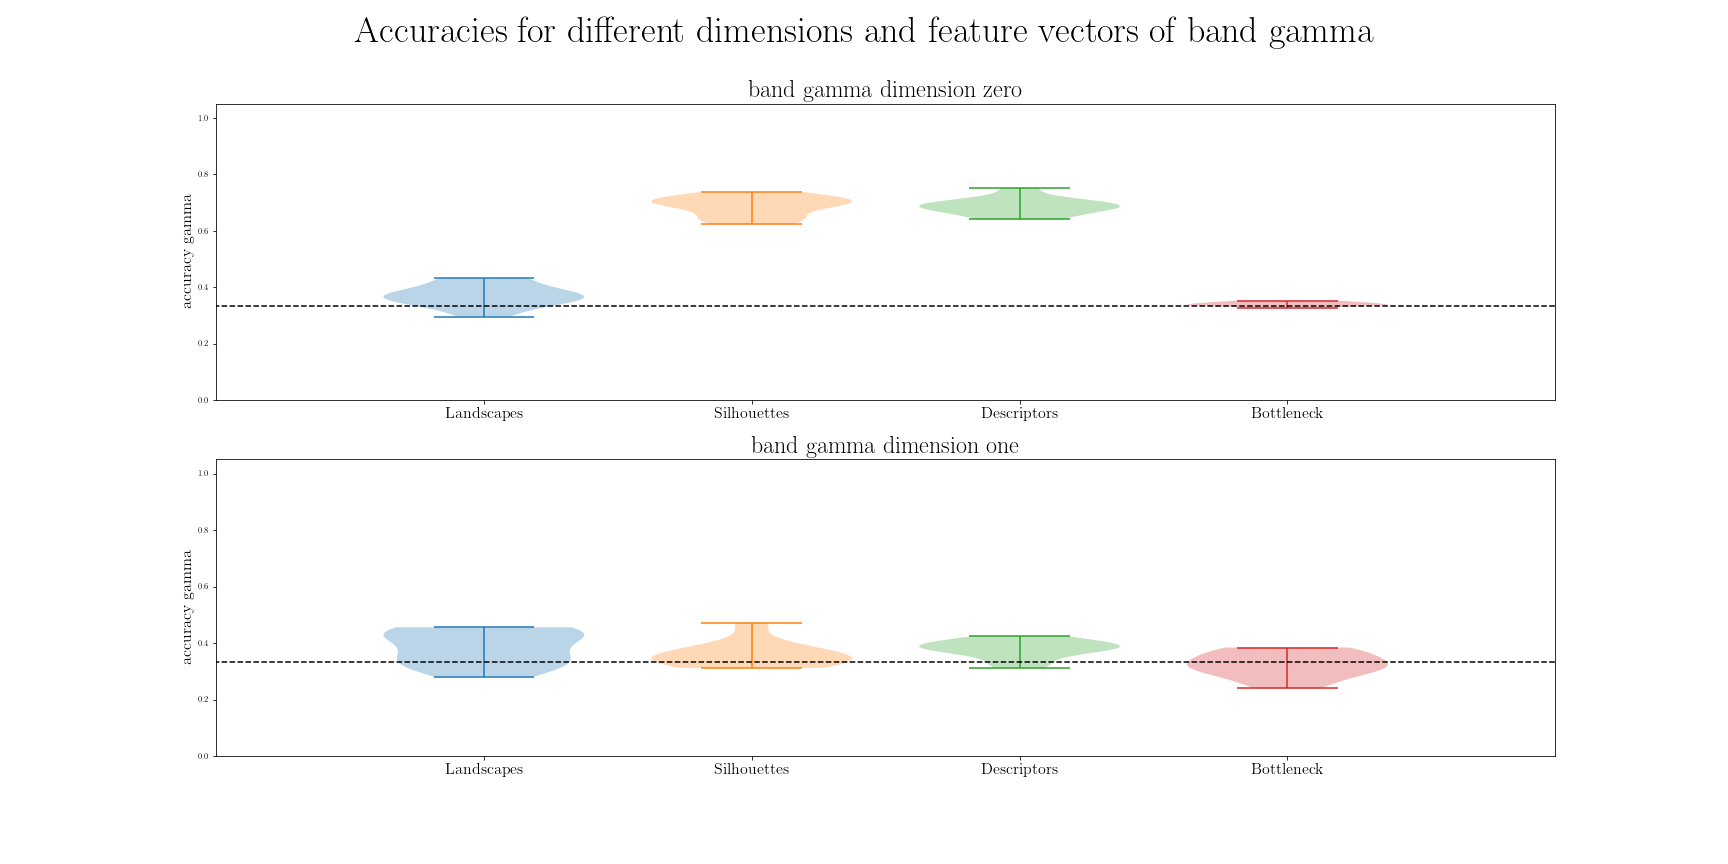 Accuracies for different dimensions and feature vectors of band gamma
band gamma dimension zero
accuracy gamma
1.0
0.8
0.6
0.4
0.2
0.0
Landscapes Silhouettes Descriptors Bottleneck
band gamma dimension one
accuracy gamma
1.0
0.8
0.6
0.4
0.2
0.0
Landscapes Silhouettes Descriptors Bottleneck